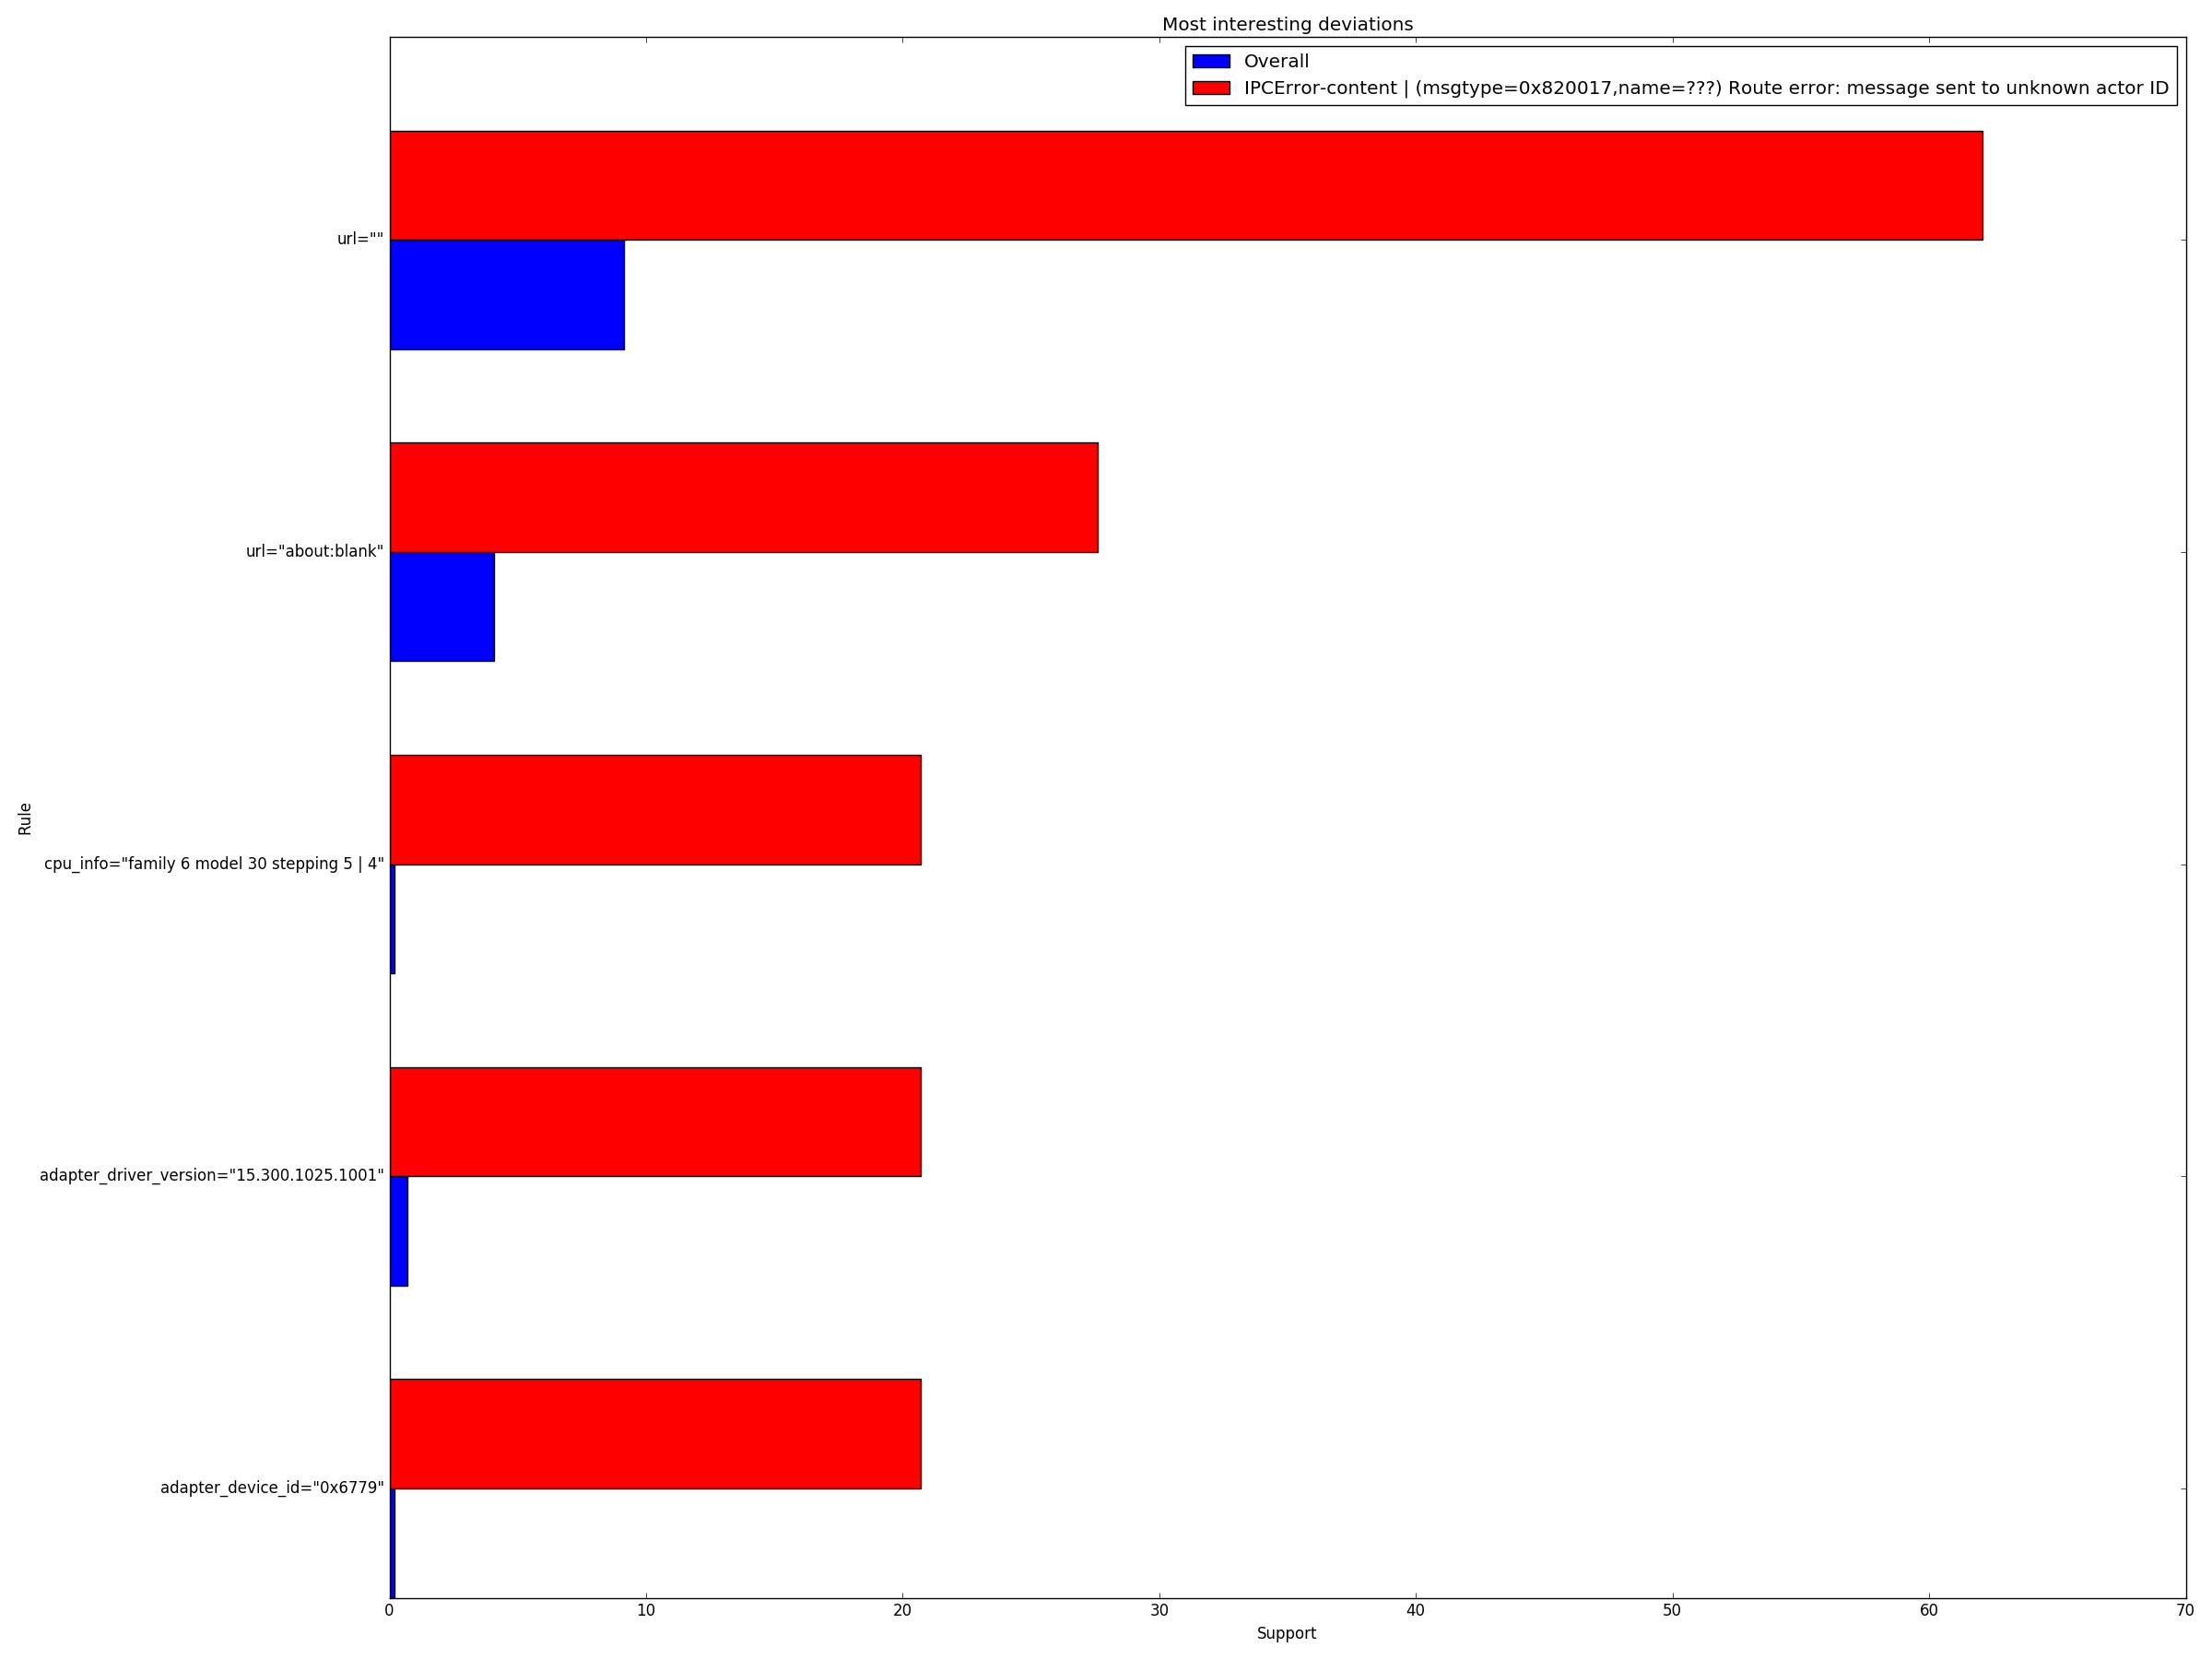 Most interesting deviations
Overall
IPCError-content | (msgtype=0x820017,name=???) Route error: message sent to unknown actor ID
url=""
url="about:blank"
Rule
cpu_info="family 6 model 30 stepping 5 | 4"
adapter_driver_version="15.300.1025.1001"
adapter_device_id="0x6779"
0 10 20 30 40 50 60 70
Support